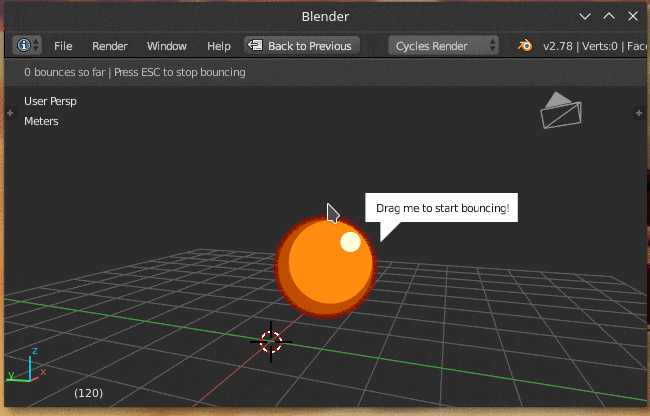 Blender
File Render Window Help Back to Previous Cycles Render v2.78 | Verts:0 | Fac
0 bounces so far | Press ESC to stop bouncing
User Persp
Meters
Drag me to start bouncing!
z
y x
(120)